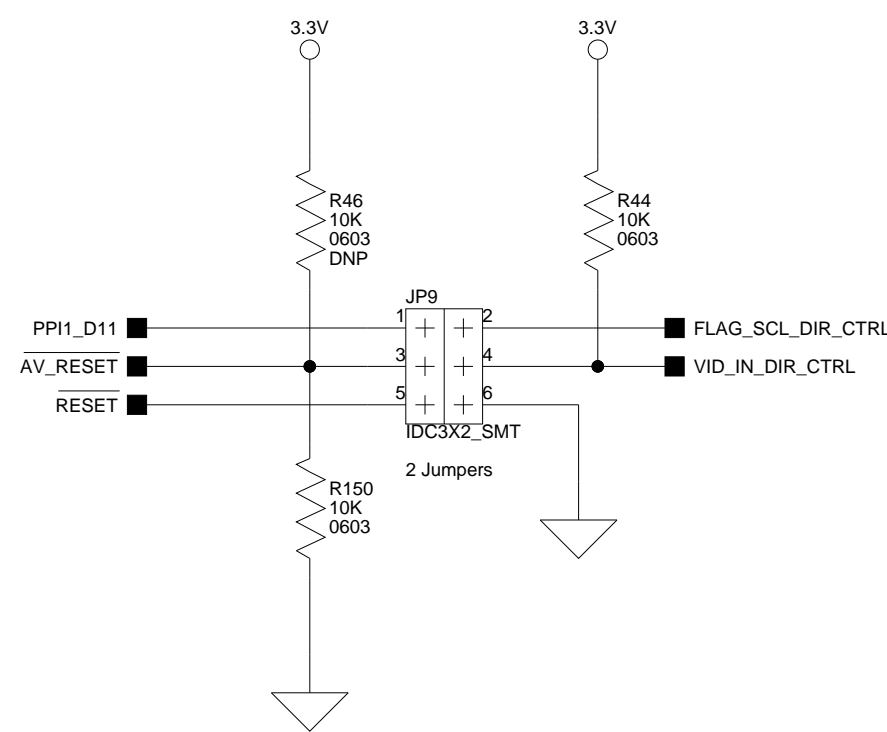 3.3V
3.3V
R46
10K
0603
DNP
R44
10K
0603
JP9
PPI1_D11
1
2
FLAG_SCL_DIR_CTRL
AV_RESET
3
4
VID_IN_DIR_CTRL
RESET
5
6
IDC3X2_SMT
2 Jumpers
R150
10K
0603